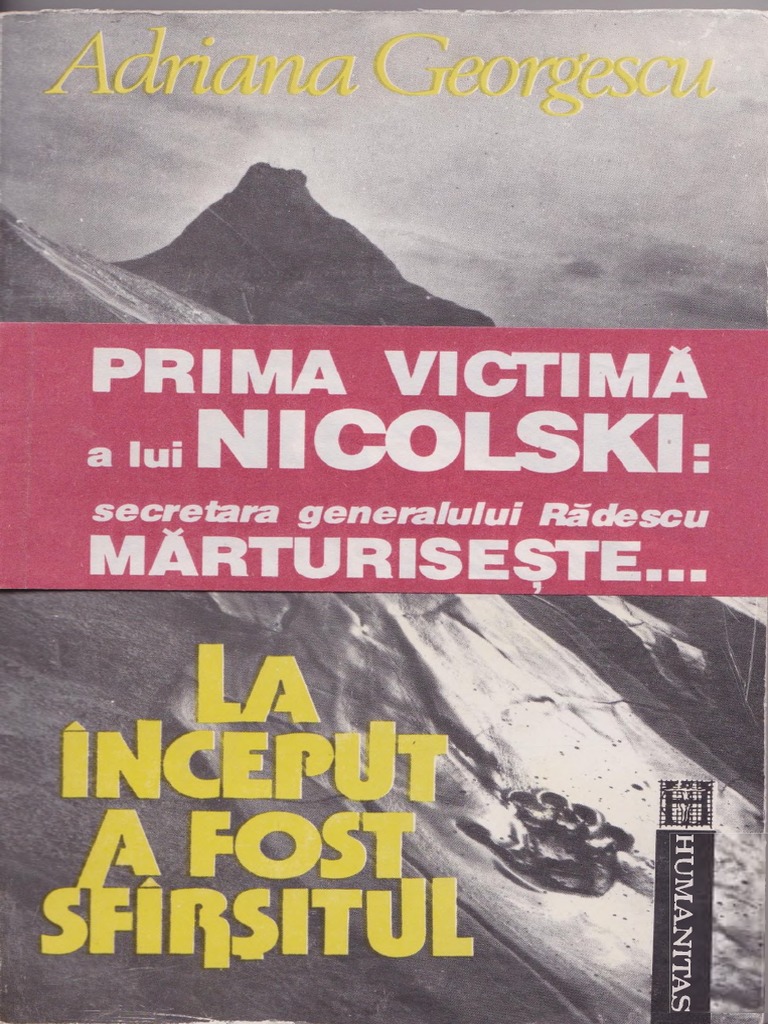 Adriana Georgescu
PRIMA VICTIMĂ
a lui NICOLSKI:
secretara generalului Rădescu
MĂRTURISEȘTE...
LA
ÎNCEPUT
A FOST
SFÎRȘITUL
HUMANITAS